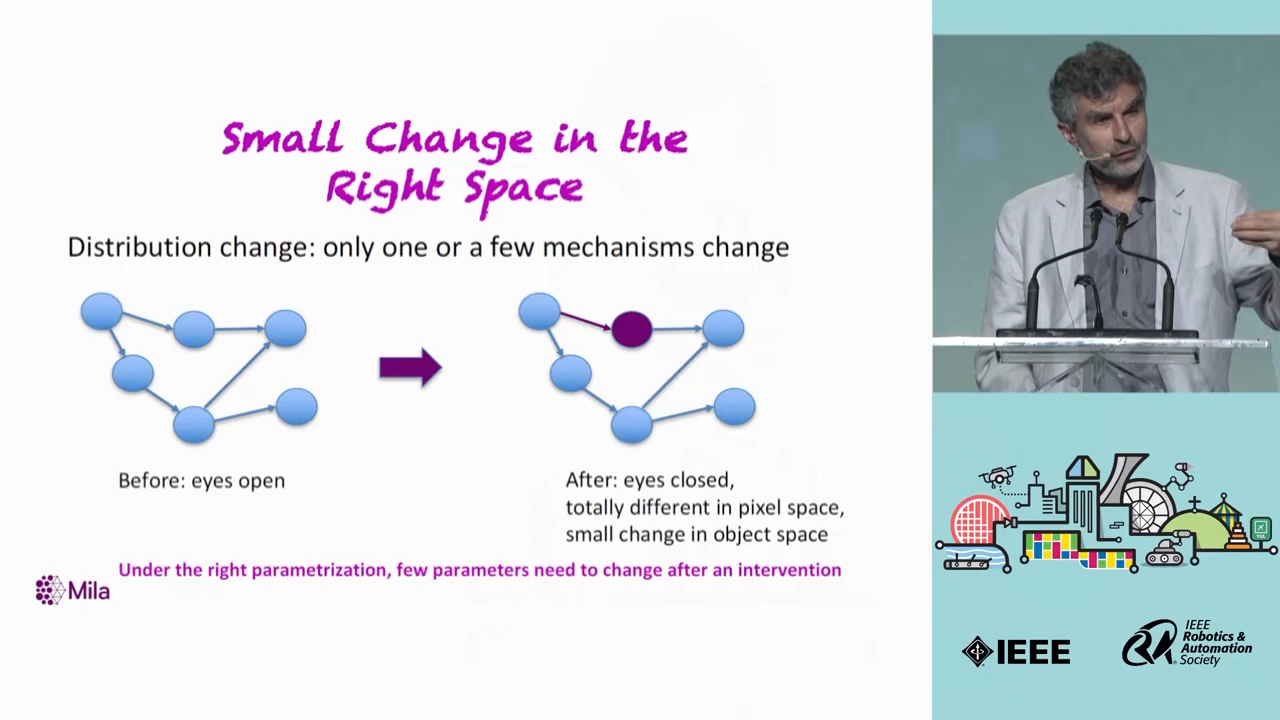 Small Change in the
Right Space
Distribution change: only one or a few mechanisms change
Before: eyes open
After: eyes closed,
totally different in pixel space,
small change in object space
Under the right parametrization, few parameters need to change after an intervention
Mila
YUL
IEEE
IEEE
Robotics &
Automation
Society